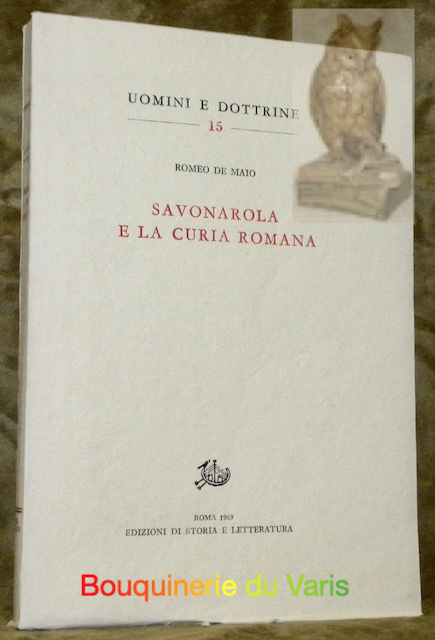 UOMINI E DOTTRINE
15
ROMEO DE MAIO
SAVONAROLA
E LA CURIA ROMANA
ROMA 1969
EDIZIONI DI STORIA E LETTERATURA
Bouquinerie du Varis